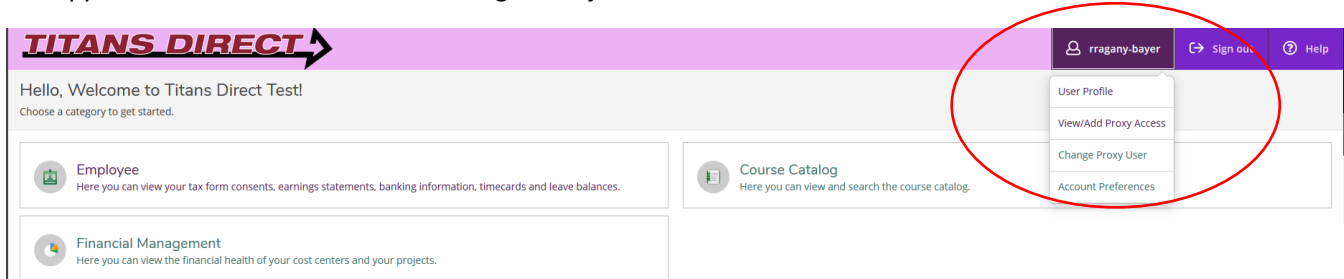 TITANS DIRECT
rragany-bayer
Sign out
Help
Hello, Welcome to Titans Direct Test!
Choose a category to get started.
User Profile
View/Add Proxy Access
Change Proxy User
Account Preferences
Employee
Here you can view your tax form consents, earnings statements, banking information, timecards and leave balances.
Course Catalog
Here you can view and search the course catalog.
Financial Management
Here you can view the financial health of your cost centers and your projects.